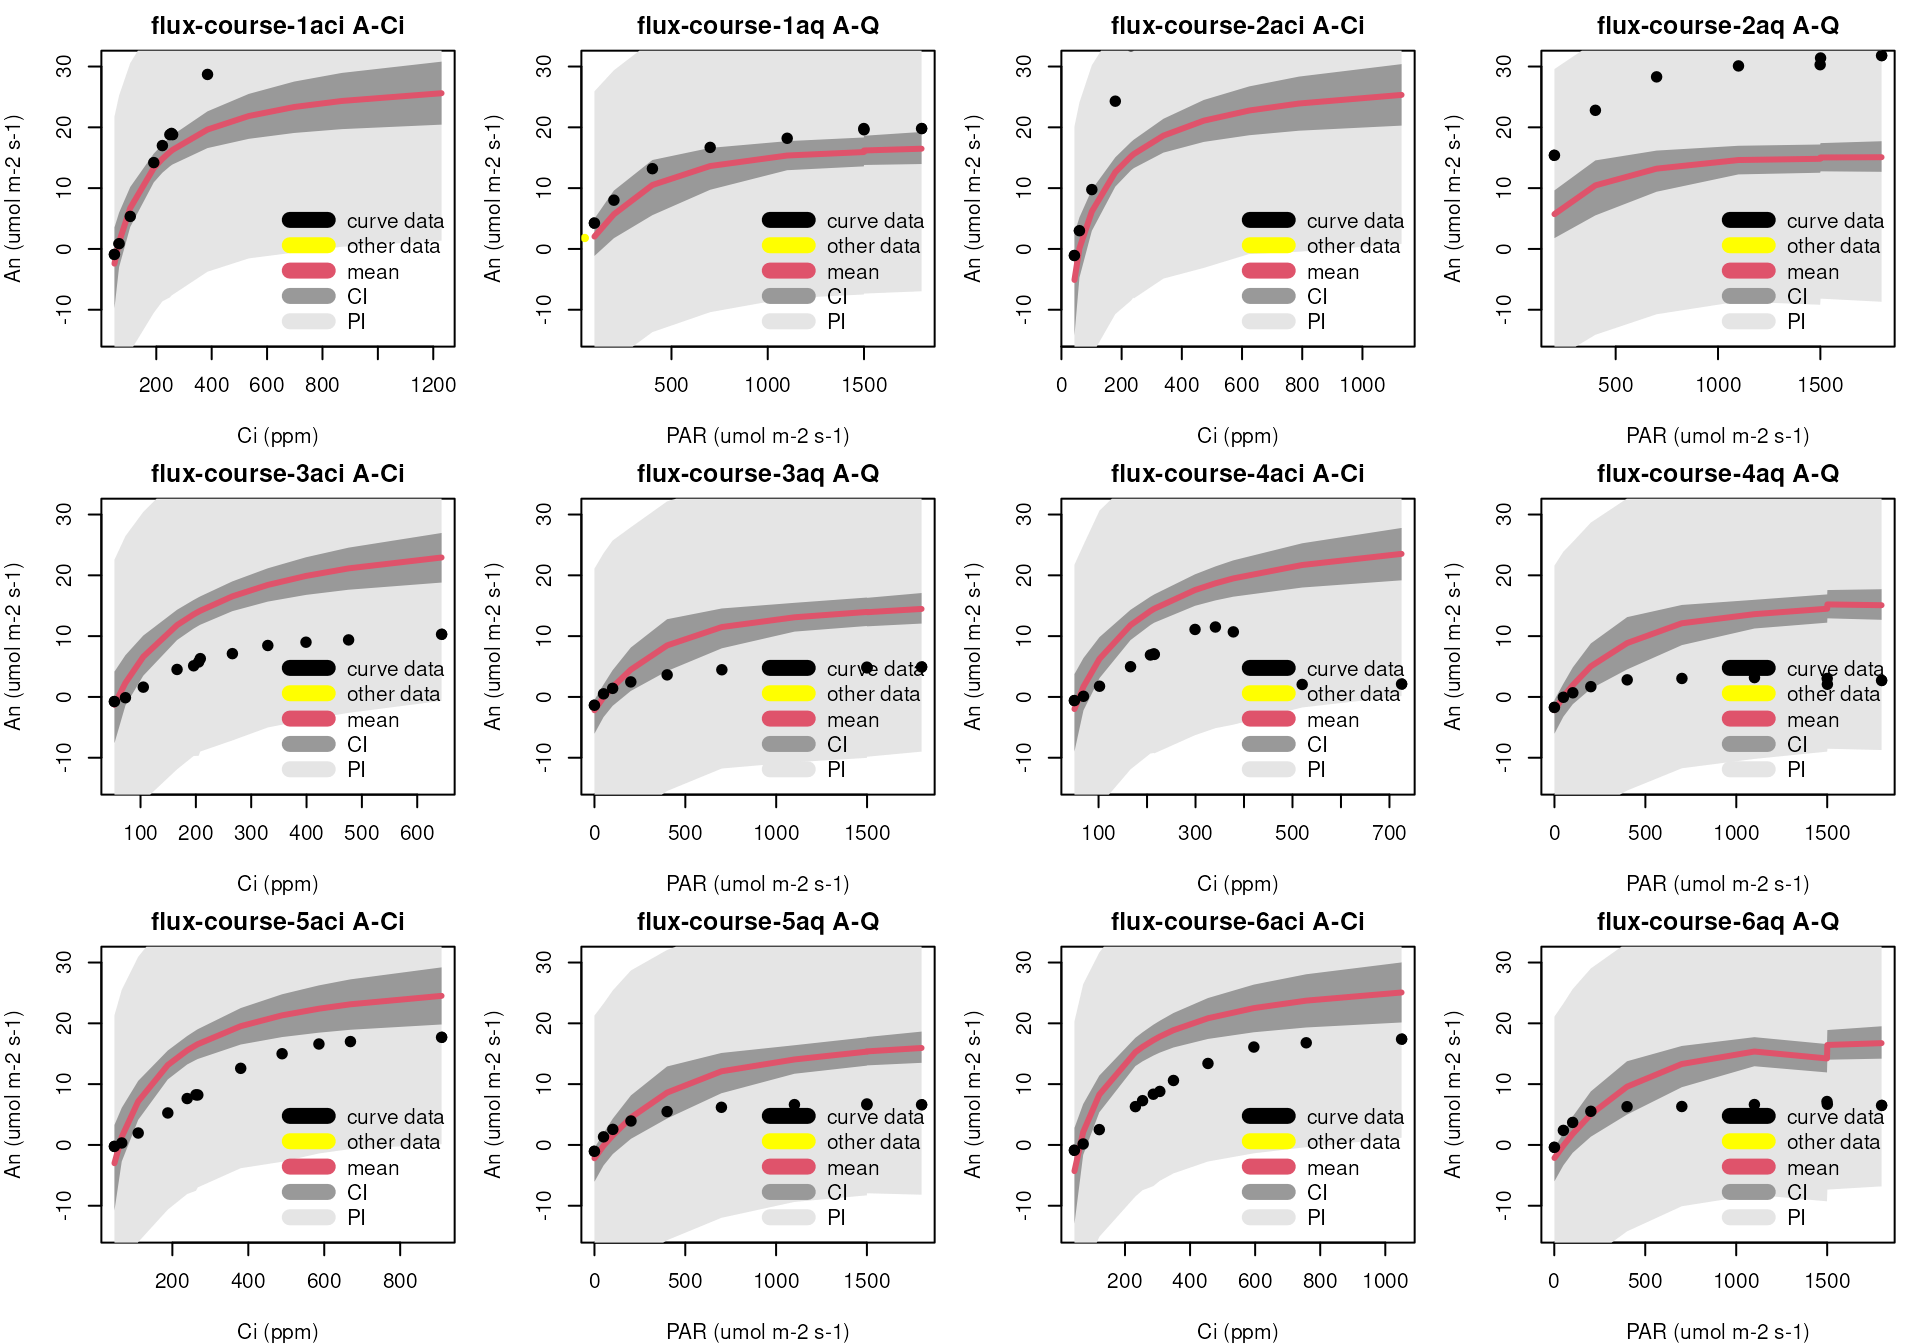 flux-course-1aci A-Ci
An (umol m-2 s-1)
30
20
10
0
-10
curve data
other data
mean
CI
PI
200 400 600 800 1200
Ci (ppm)
flux-course-1aq A-Q
An (umol m-2 s-1)
30
20
10
0
-10
curve data
other data
mean
CI
PI
500 1000 1500
PAR (umol m-2 s-1)
flux-course-2aci A-Ci
An (umol m-2 s-1)
30
20
10
0
-10
curve data
other data
mean
CI
PI
0 200 400 600 800 1000
Ci (ppm)
flux-course-2aq A-Q
An (umol m-2 s-1)
30
20
10
0
-10
curve data
other data
mean
CI
PI
500 1000 1500
PAR (umol m-2 s-1)
flux-course-3aci A-Ci
An (umol m-2 s-1)
30
20
10
0
-10
curve data
other data
mean
CI
PI
100 200 300 400 500 600
Ci (ppm)
flux-course-3aq A-Q
An (umol m-2 s-1)
30
20
10
0
-10
curve data
other data
mean
CI
PI
0 500 1000 1500
PAR (umol m-2 s-1)
flux-course-4aci A-Ci
An (umol m-2 s-1)
30
20
10
0
-10
curve data
other data
mean
CI
PI
100 300 500 700
Ci (ppm)
flux-course-4aq A-Q
An (umol m-2 s-1)
30
20
10
0
-10
curve data
other data
mean
CI
PI
0 500 1000 1500
PAR (umol m-2 s-1)
flux-course-5aci A-Ci
An (umol m-2 s-1)
30
20
10
0
-10
curve data
other data
mean
CI
PI
200 400 600 800
Ci (ppm)
flux-course-5aq A-Q
An (umol m-2 s-1)
30
20
10
0
-10
curve data
other data
mean
CI
PI
0 500 1000 1500
PAR (umol m-2 s-1)
flux-course-6aci A-Ci
An (umol m-2 s-1)
30
20
10
0
-10
curve data
other data
mean
CI
PI
200 400 600 800 1000
Ci (ppm)
flux-course-6aq A-Q
An (umol m-2 s-1)
30
20
10
0
-10
curve data
other data
mean
CI
PI
0 500 1000 1500
PAR (umol m-2 s-1)